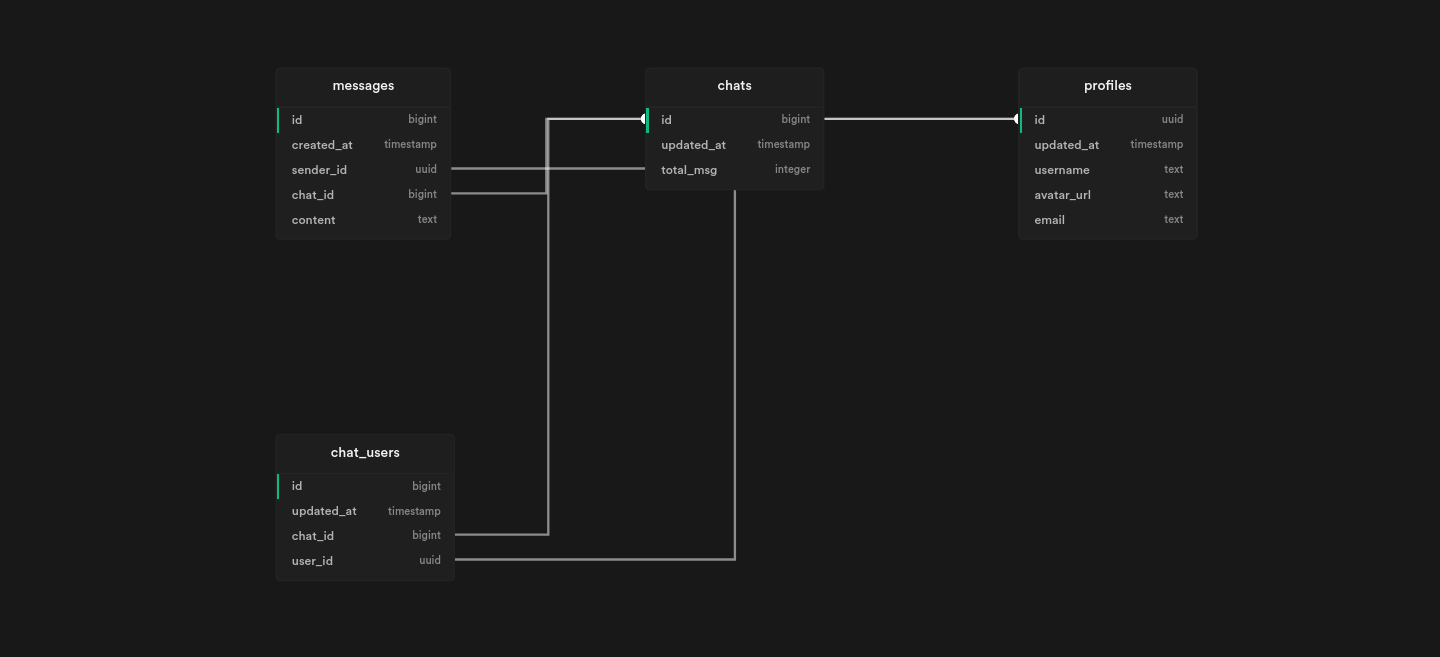 messages
id bigint
created_at timestamp
sender_id uuid
chat_id bigint
content text
chats
id bigint
updated_at timestamp
total_msg integer
profiles
id uuid
updated_at timestamp
username text
avatar_url text
email text
chat_users
id bigint
updated_at timestamp
chat_id bigint
user_id uuid